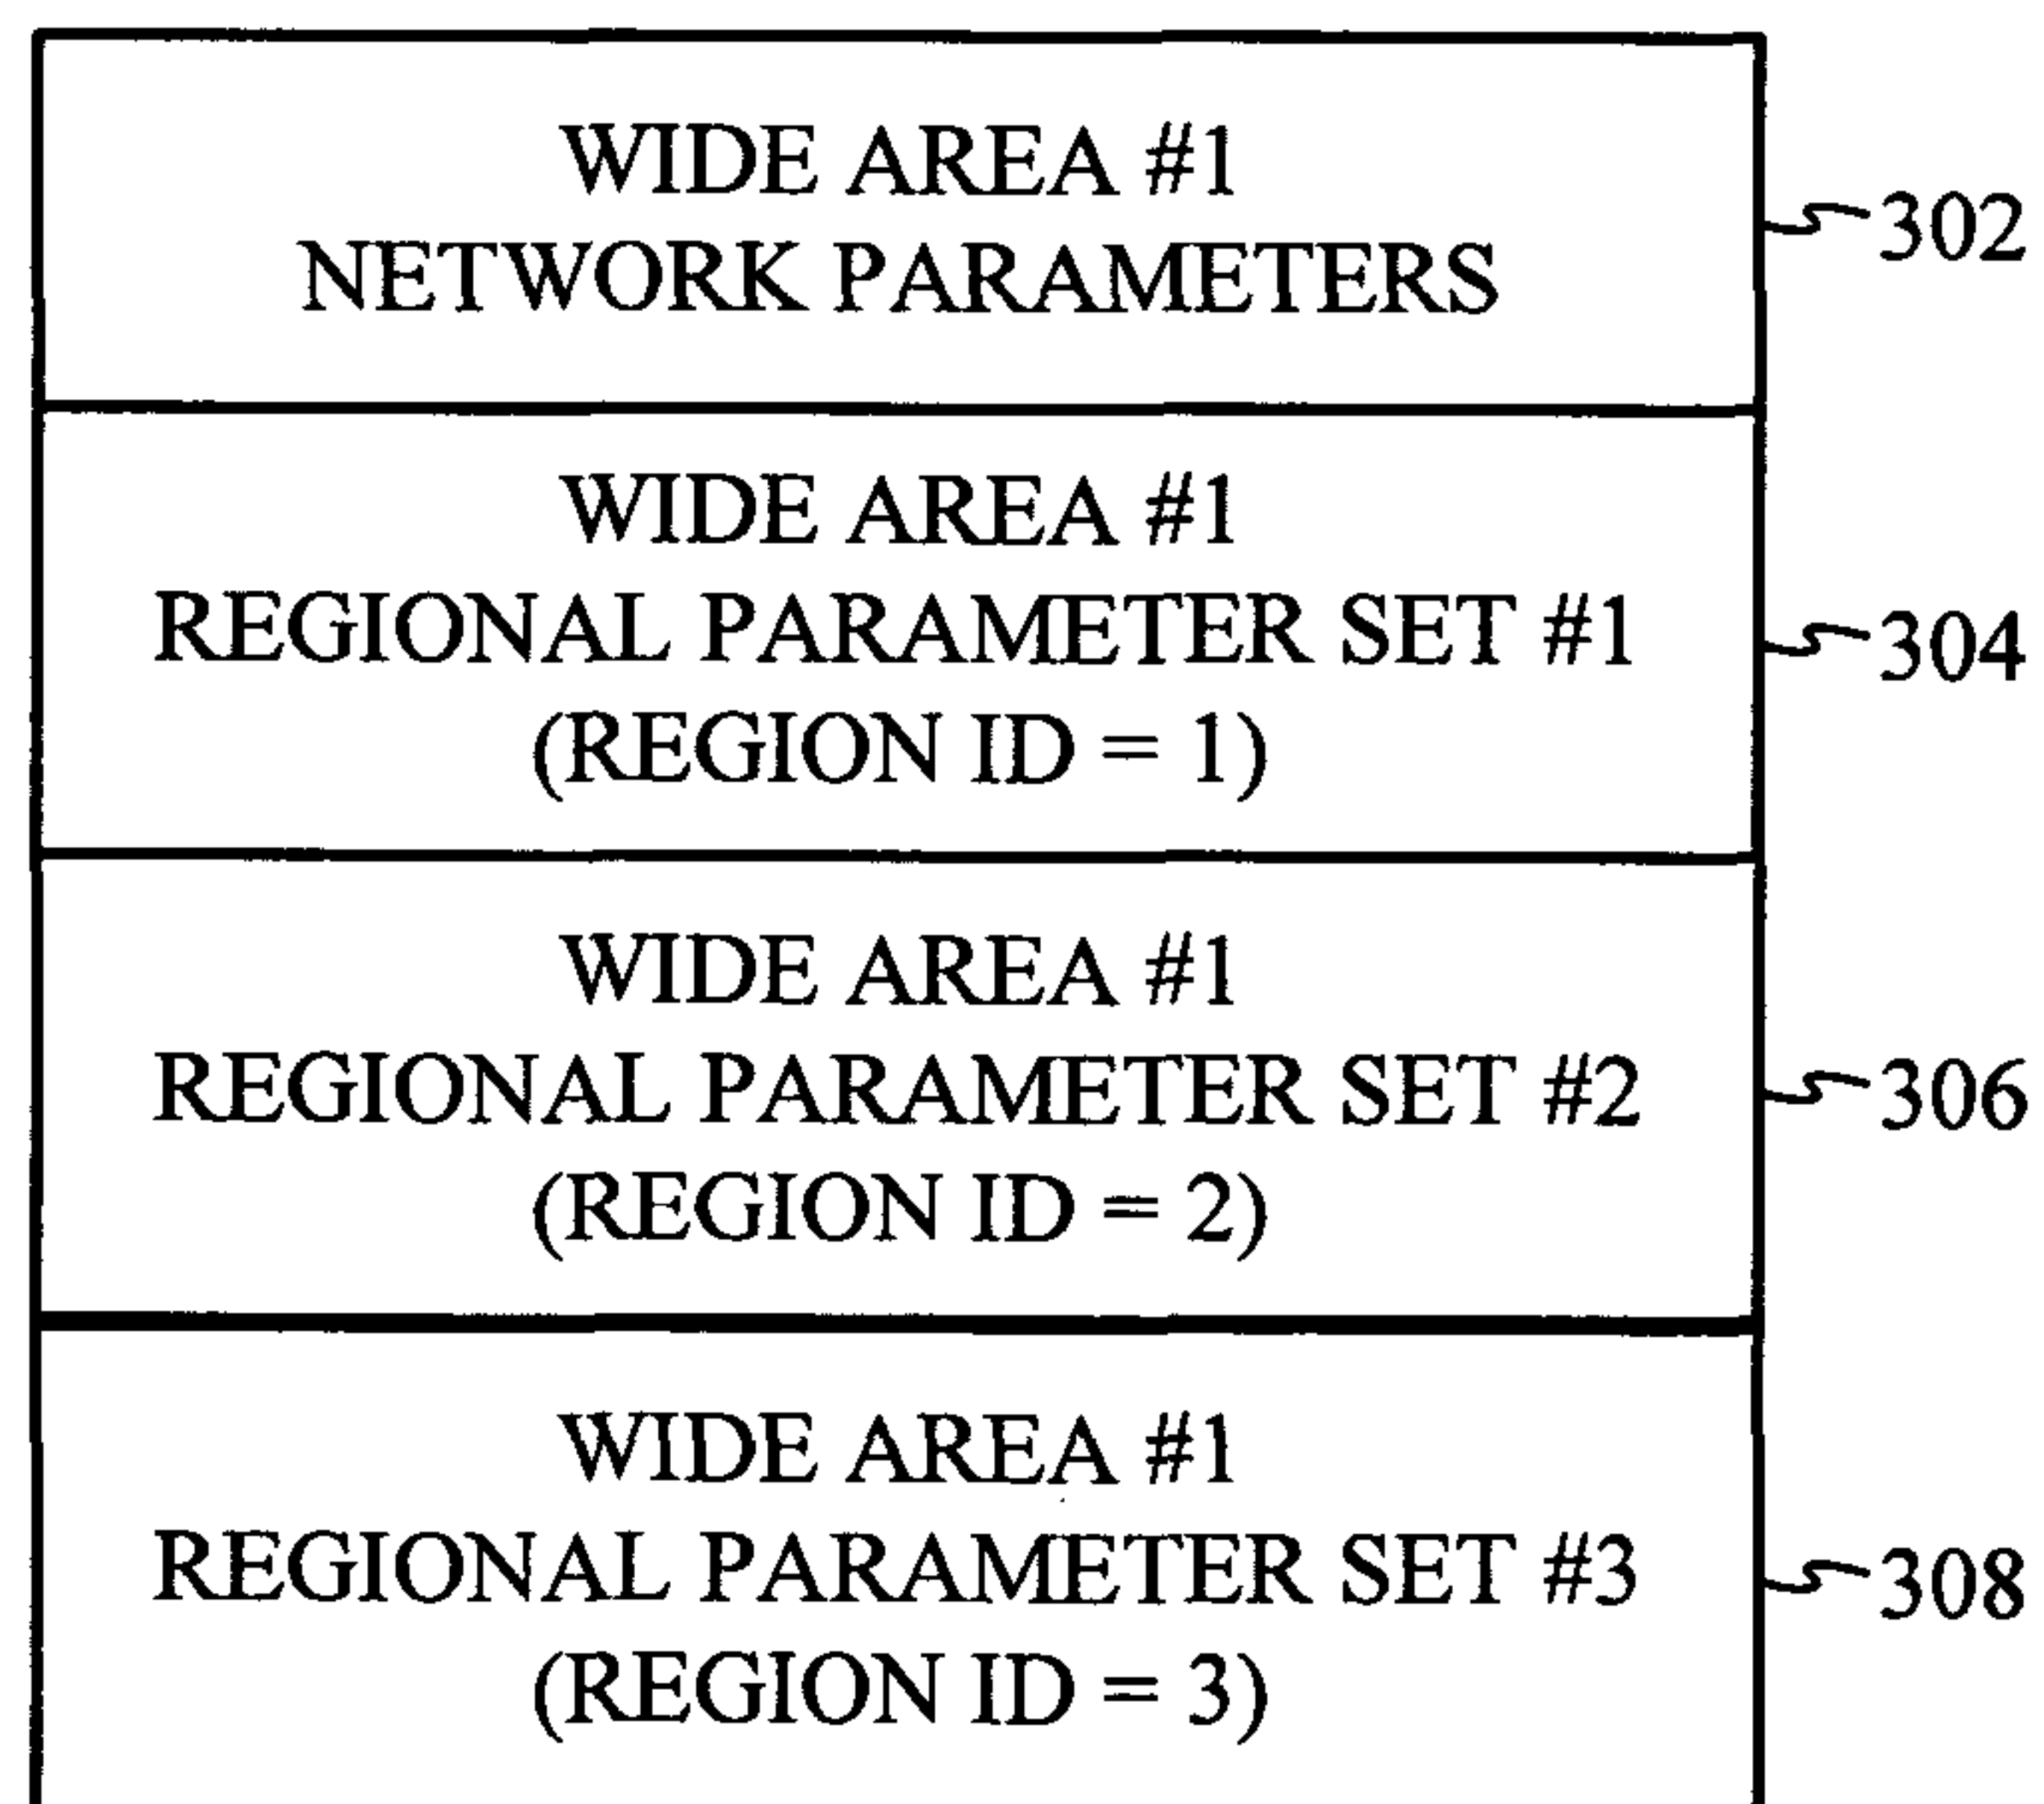 WIDE AREA #1
NETWORK PARAMETERS
302
WIDE AREA #1
REGIONAL PARAMETER SET #1
(REGION ID = 1)
304
WIDE AREA #1
REGIONAL PARAMETER SET #2
(REGION ID = 2)
306
WIDE AREA #1
REGIONAL PARAMETER SET #3
(REGION ID = 3)
308